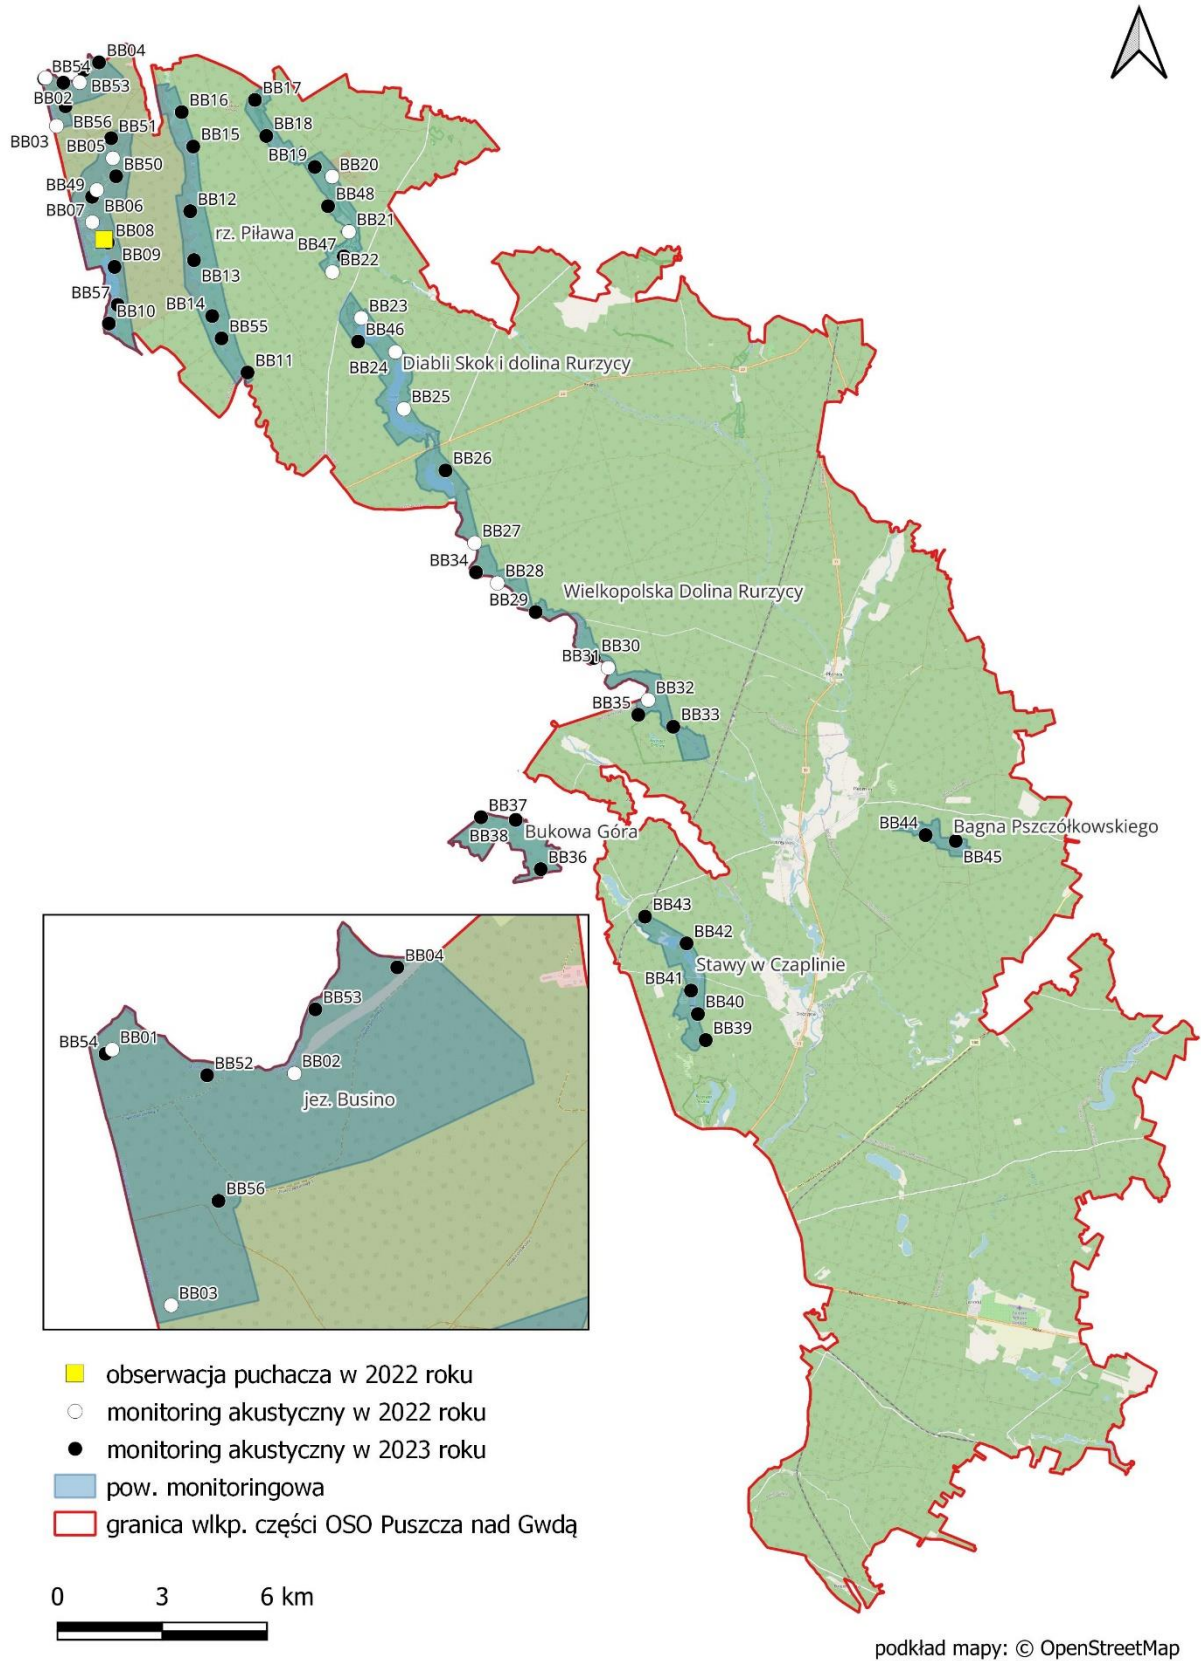 BB04
BB54
BB53
BB02
BB17
BB16
BB56
BB51
BB03
BB05
BB15
BB18
BB50
BB19
BB20
BB49
BB06
BB48
BB07
BB12
BB21
BB08
rz. Piława
BB09
BB47
BB22
BB13
BB57
BB10
BB14
BB23
BB55
BB46
BB24
BB11
Diabli Skok i dolina Rurzycy
BB25
BB26
BB27
BB34
BB28
BB29
Wielkopolska Dolina Rurzycy
BB31
BB30
BB32
BB35
BB33
BB37
BB38
Bukowa Góra
BB36
BB44
Bagna Pszczółkowskiego
BB45
BB43
BB42
Stawy w Czaplinie
BB41
BB40
BB39
BB04
BB53
BB54
BB01
BB52
BB02
jez. Busino
BB56
BB03
obserwacja puchacza w 2022 roku
monitoring akustyczny w 2022 roku
monitoring akustyczny w 2023 roku
pow. monitoringowa
granica wlkp. części OSO Puszcza nad Gwdą
0 3 6 km
podkład mapy: © OpenStreetMap